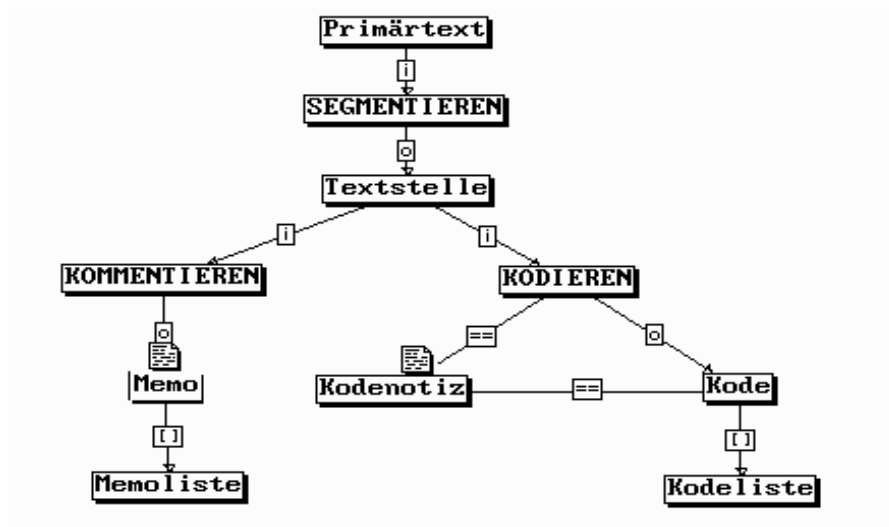 Primärtext
i
SEGMENTIEREN
o
Textstelle
i
i
KOMMENTIEREN
KODIEREN
o
==
o
Memo
Kodenotiz
==
Kode
[]
[]
Memoliste
Kodeliste